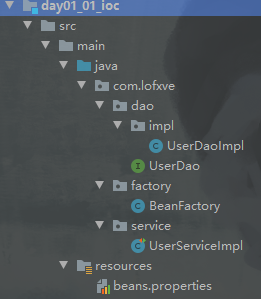 day01_01_ioc
src
main
java
com.lofxve
dao
impl
UserDaoImpl
UserDao
factory
BeanFactory
service
UserServiceImpl
resources
beans.properties